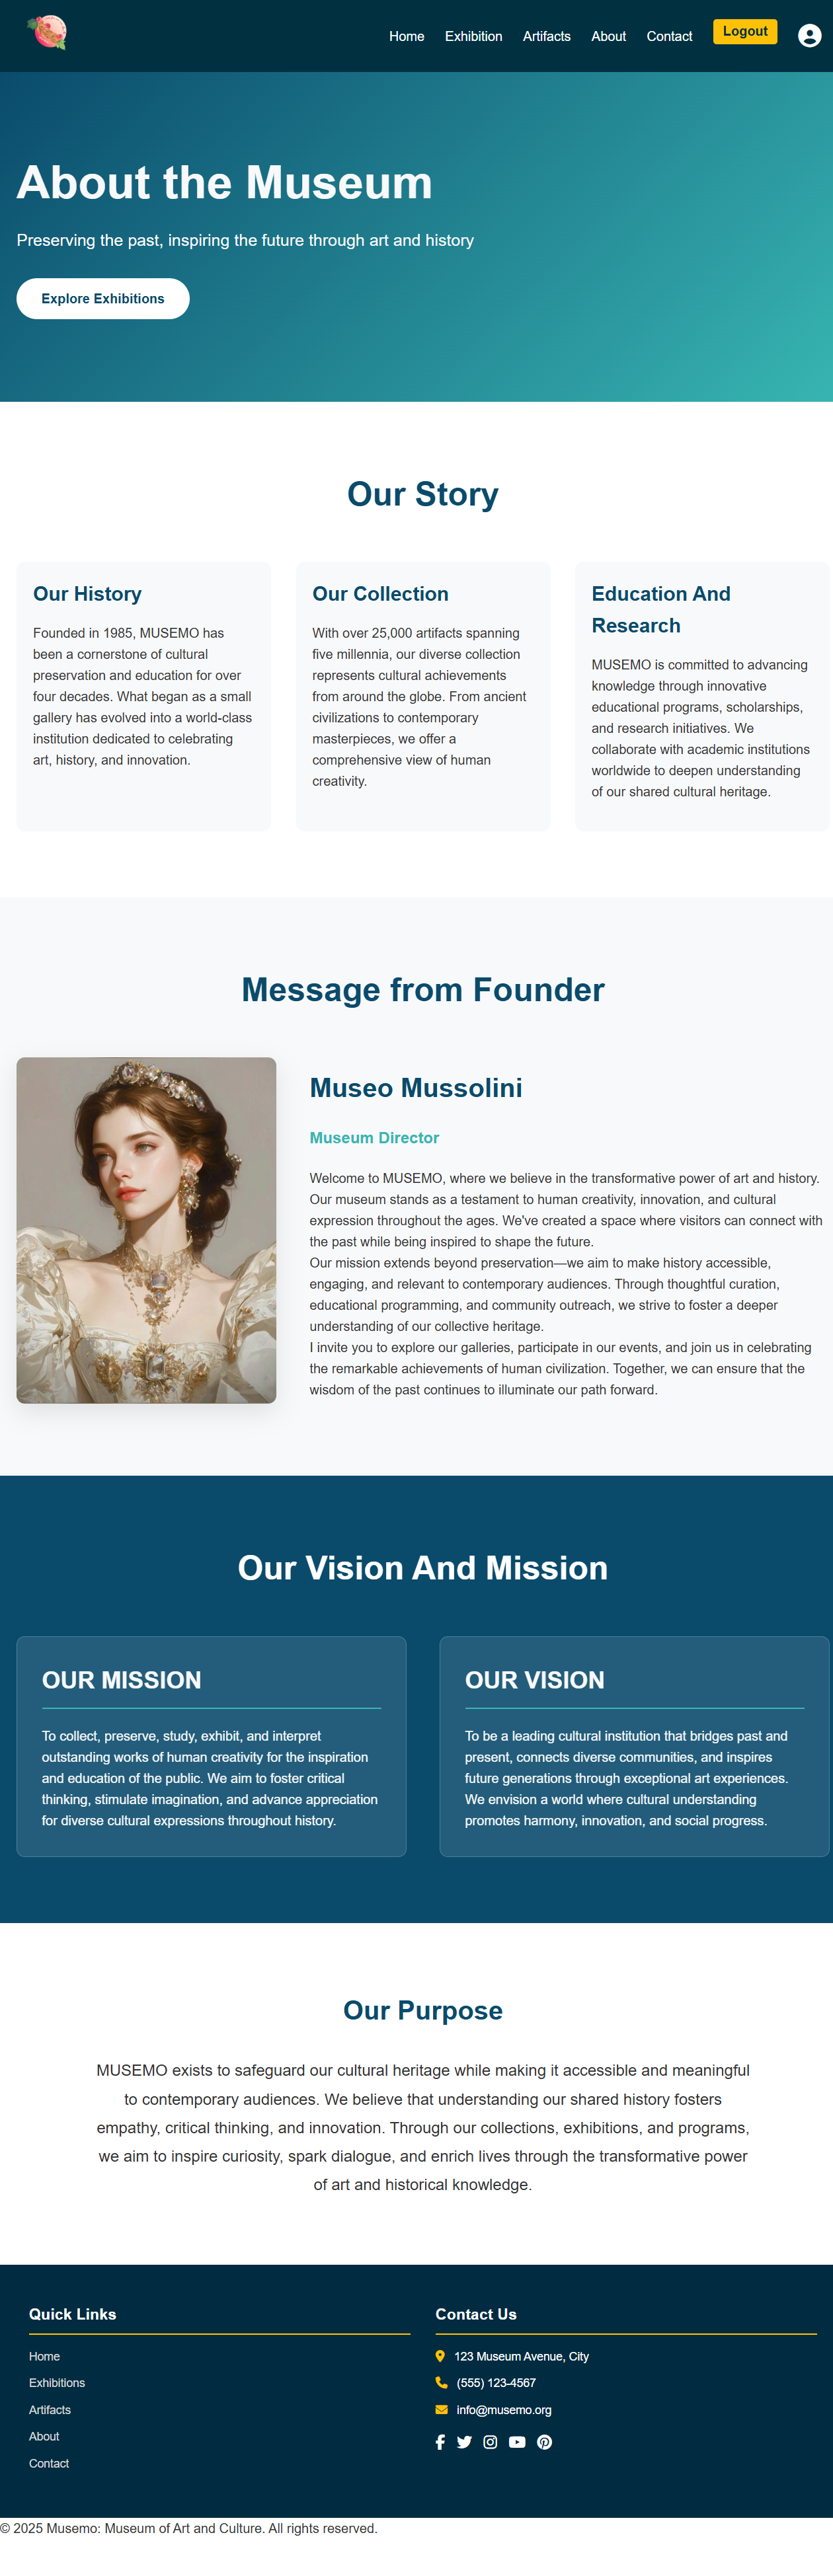 Home Exhibition Artifacts About Contact Logout
About the Museum
Preserving the past, inspiring the future through art and history
Explore Exhibitions
Our Story
Our History
Founded in 1985, MUSEMO has
been a cornerstone of cultural
preservation and education for over
four decades. What began as a small
gallery has evolved into a world-class
institution dedicated to celebrating
art, history, and innovation.
Our Collection
With over 25,000 artifacts spanning
five millennia, our diverse collection
represents cultural achievements
from around the globe. From ancient
civilizations to contemporary
masterpieces, we offer a
comprehensive view of human
creativity.
Education And
Research
MUSEMO is committed to advancing
knowledge through innovative
educational programs, scholarships,
and research initiatives. We
collaborate with academic institutions
worldwide to deepen understanding
of our shared cultural heritage.
Message from Founder
Museo Mussolini
Museum Director
Welcome to MUSEMO, where we believe in the transformative power of art and history.
Our museum stands as a testament to human creativity, innovation, and cultural
expression throughout the ages. We've created a space where visitors can connect with
the past while being inspired to shape the future.
Our mission extends beyond preservation—we aim to make history accessible,
engaging, and relevant to contemporary audiences. Through thoughtful curation,
educational programming, and community outreach, we strive to foster a deeper
understanding of our collective heritage.
I invite you to explore our galleries, participate in our events, and join us in celebrating
the remarkable achievements of human civilization. Together, we can ensure that the
wisdom of the past continues to illuminate our path forward.
Our Vision And Mission
OUR MISSION
To collect, preserve, study, exhibit, and interpret
outstanding works of human creativity for the inspiration
and education of the public. We aim to foster critical
thinking, stimulate imagination, and advance appreciation
for diverse cultural expressions throughout history.
OUR VISION
To be a leading cultural institution that bridges past and
present, connects diverse communities, and inspires
future generations through exceptional art experiences.
We envision a world where cultural understanding
promotes harmony, innovation, and social progress.
Our Purpose
MUSEMO exists to safeguard our cultural heritage while making it accessible and meaningful
to contemporary audiences. We believe that understanding our shared history fosters
empathy, critical thinking, and innovation. Through our collections, exhibitions, and programs,
we aim to inspire curiosity, spark dialogue, and enrich lives through the transformative power
of art and historical knowledge.
Quick Links
Home
Exhibitions
Artifacts
About
Contact
Contact Us
123 Museum Avenue, City
(555) 123-4567
info@musemo.org
© 2025 Musemo: Museum of Art and Culture. All rights reserved.